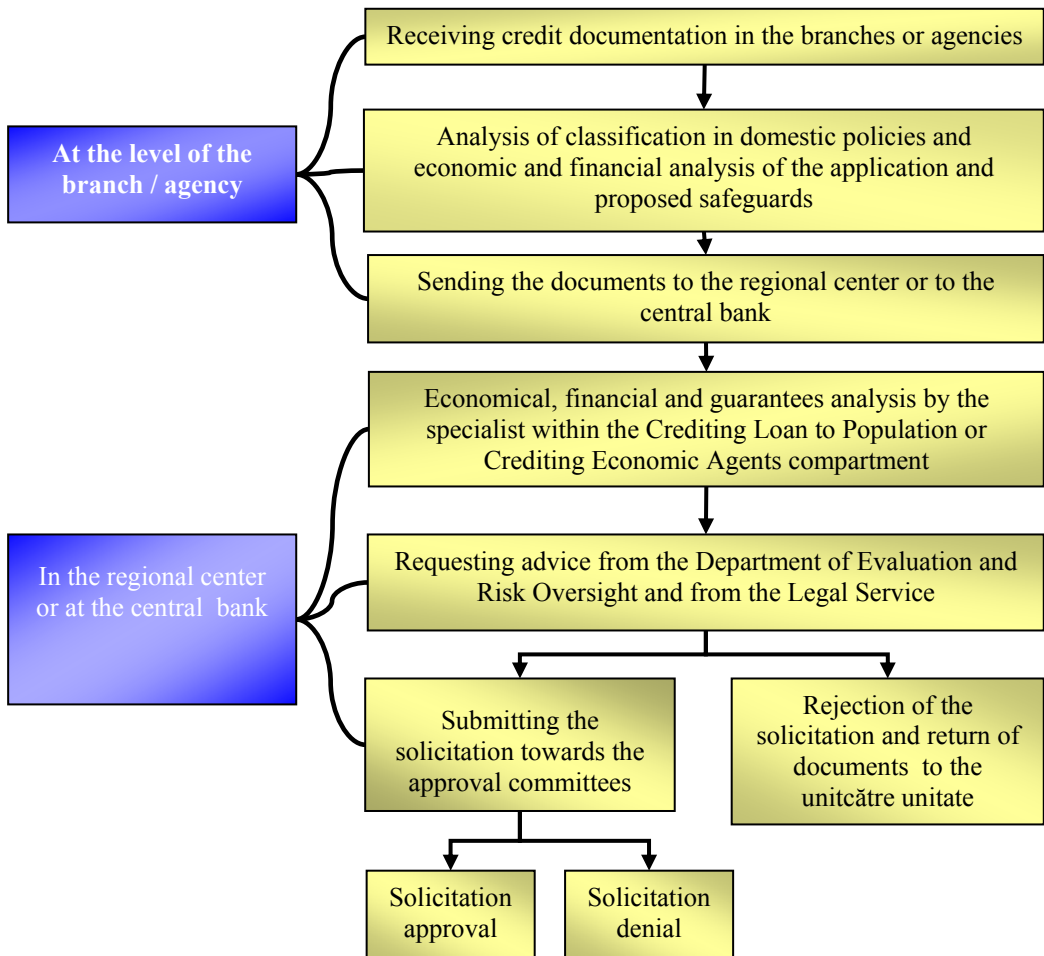 Receiving credit documentation in the branches or agencies
At the level of the
branch / agency
Analysis of classification in domestic policies and
economic and financial analysis of the application and
proposed safeguards
Sending the documents to the regional center or to the
central bank
Economical, financial and guarantees analysis by the
specialist within the Crediting Loan to Population or
Crediting Economic Agents compartment
In the regional center
or at the central bank
Requesting advice from the Department of Evaluation and
Risk Oversight and from the Legal Service
Submitting the
solicitation towards the
approval committees
Rejection of the
solicitation and return of
documents to the
unitcătre unitate
Solicitation
approval
Solicitation
denial